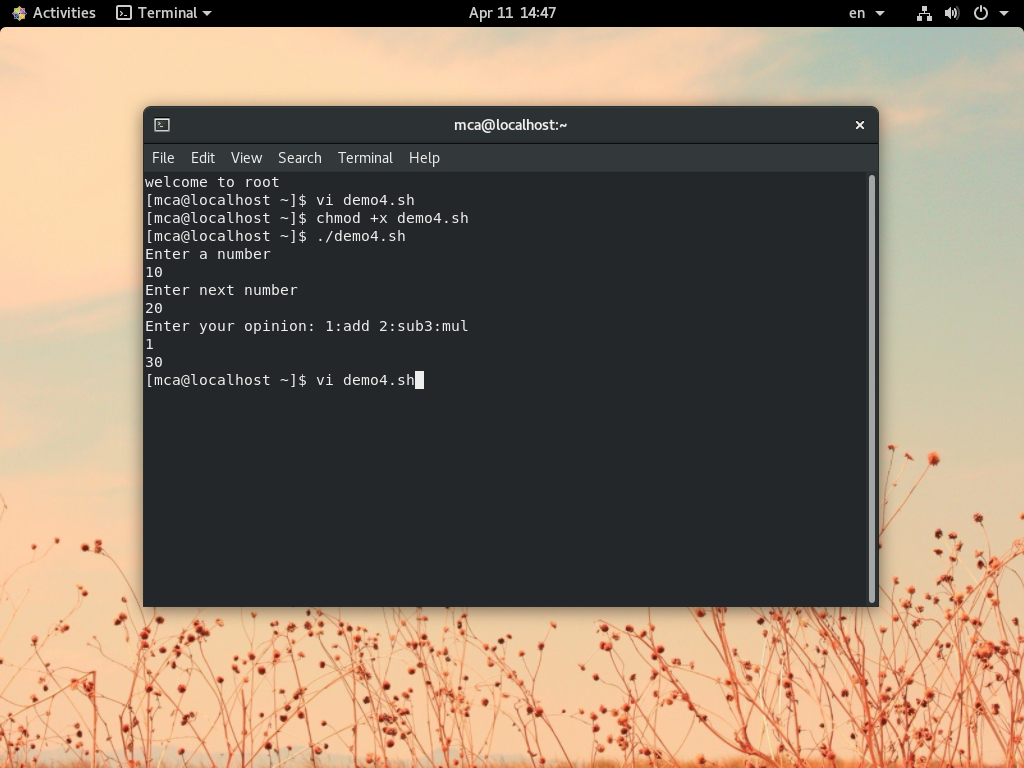 Activities Terminal Apr 11 14:47 en
mca@localhost:~ ×
File Edit View Search Terminal Help
welcome to root
[mca@localhost ~]$ vi demo4.sh
[mca@localhost ~]$ chmod +x demo4.sh
[mca@localhost ~]$ ./demo4.sh
Enter a number
10
Enter next number
20
Enter your opinion: 1:add 2:sub3:mul
1
30
[mca@localhost ~]$ vi demo4.sh